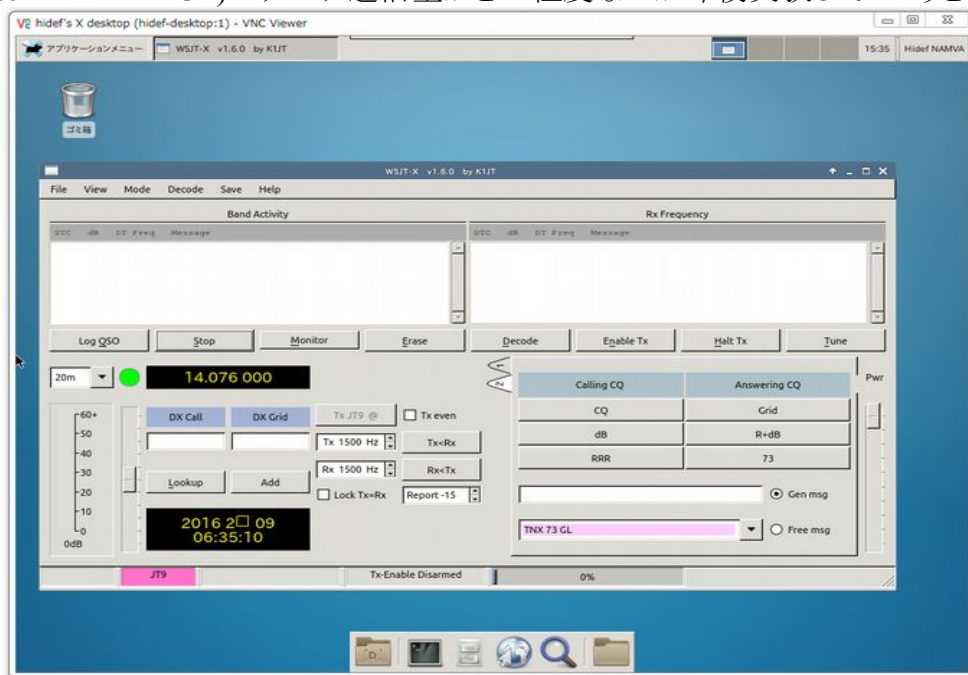 hidef's X desktop (hidef-desktop:1) - VNC Viewer
アプリケーションメニュー WSJT-X v1.6.0 by K1JT 15:35 Hidef NAMVA
ゴミ箱
WSJT-X v1.6.0 by K1JT
File View Mode Decode Save Help
Band Activity Rx Frequency
UTC dB DT Freq Message UTC dB DT Freq Message
Log QSO Stop Monitor Erase Decode Enable Tx Halt Tx Tune
20m 14.076 000 1 2 Calling CQ Answering CQ Pwr
60+ DX Call DX Grid Tx JT9 @ Tx even CQ Grid
50 Tx 1500 Hz Tx<Rx dB R+dB
40 RRR 73
30 Lookup Add Rx 1500 Hz Rx<Tx
20 Lock Tx=Rx Report -15 Gen msg
10 2016 2□ 09 TNX 73 GL Free msg
0 06:35:10
0dB
JT9 Tx-Enable Disarmed 0%